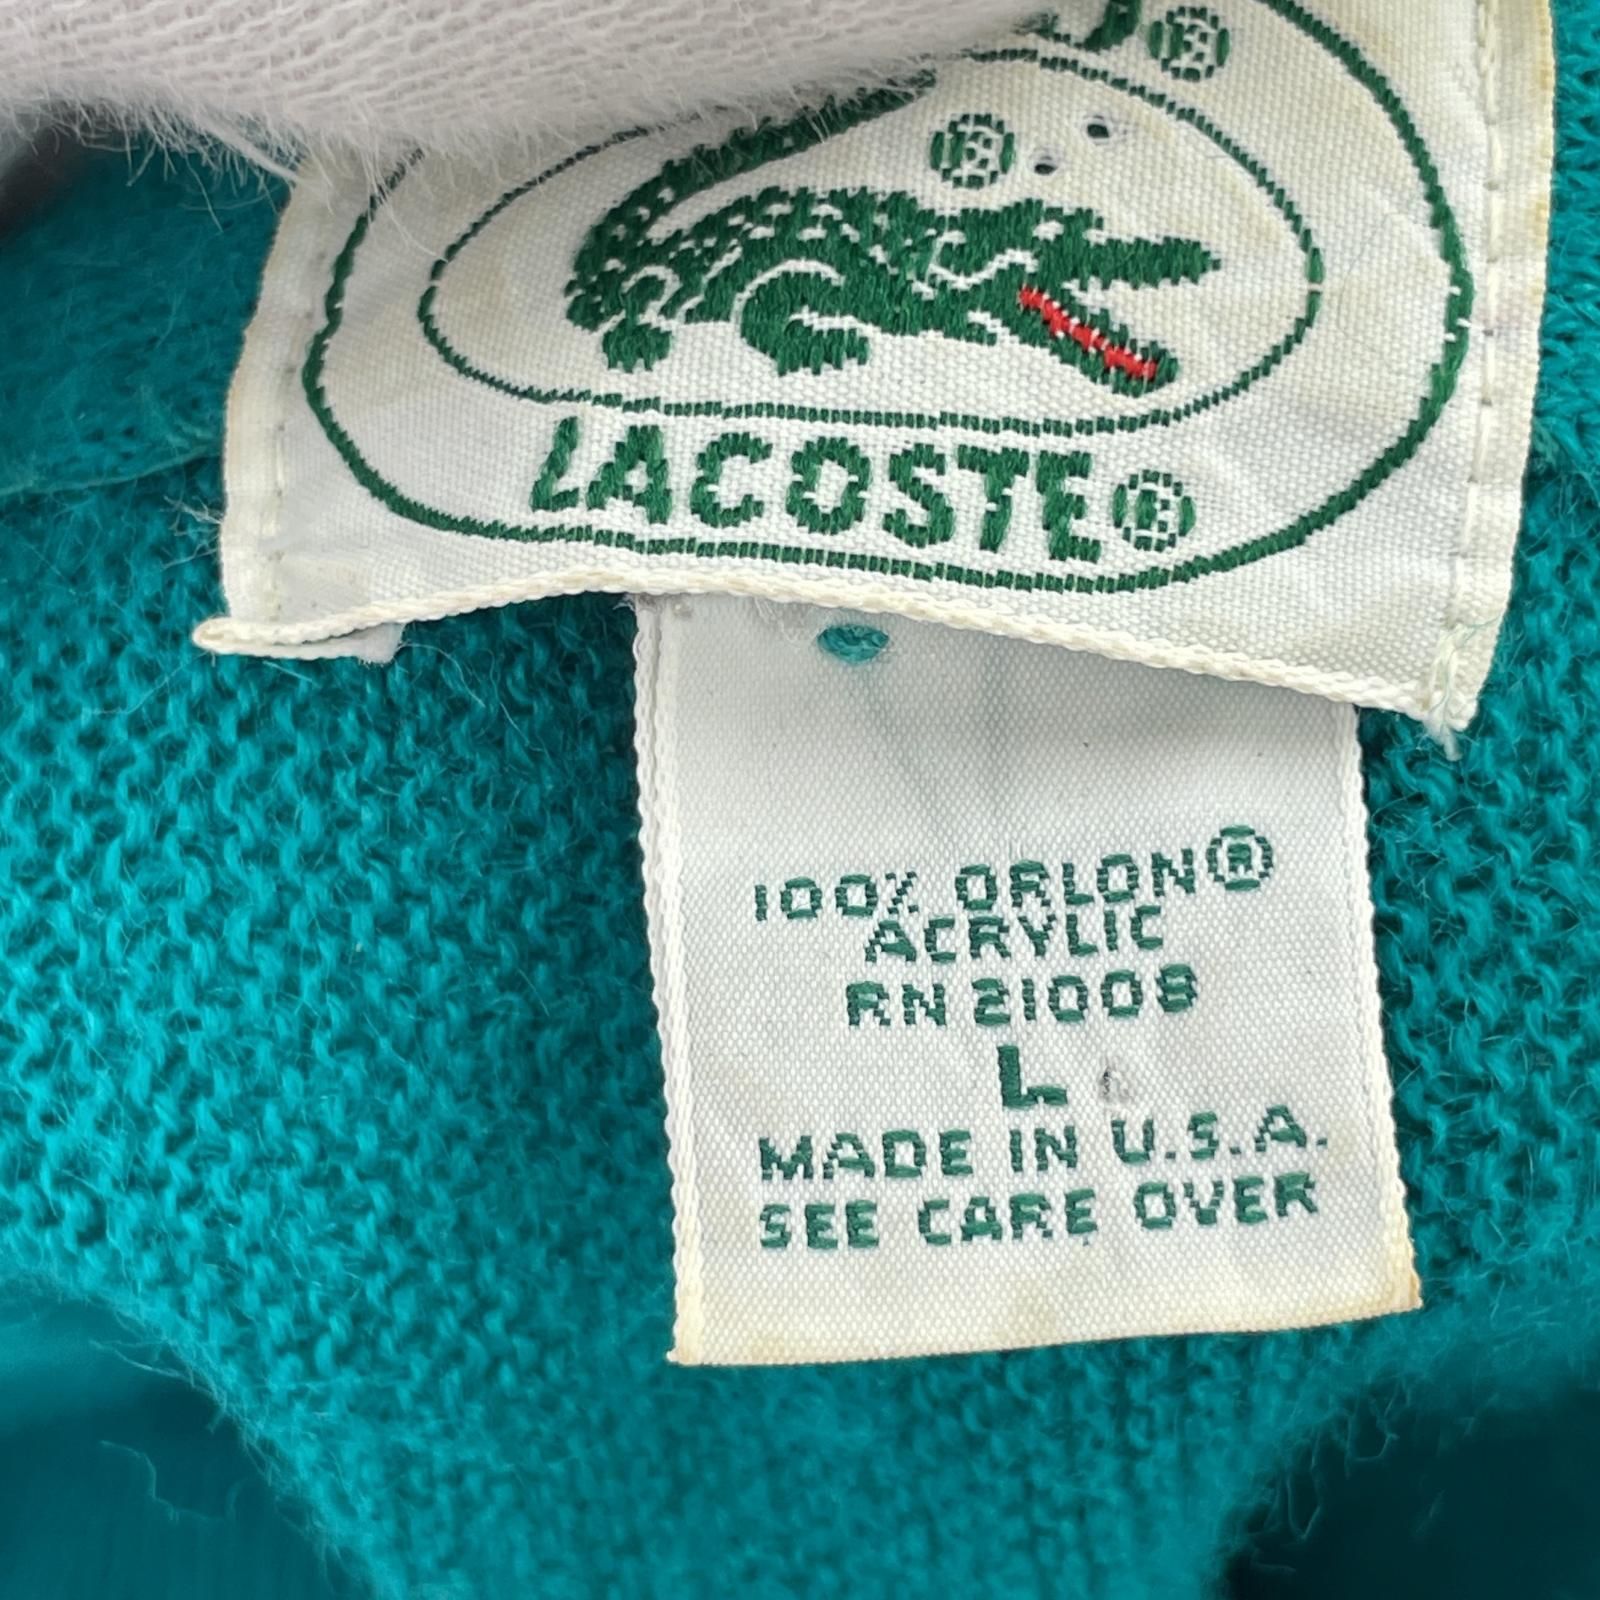 ®
®
LACOSTE®
100% ORLON®
ACRYLIC
RN 21008
L
MADE IN U.S.A.
SEE CARE OVER